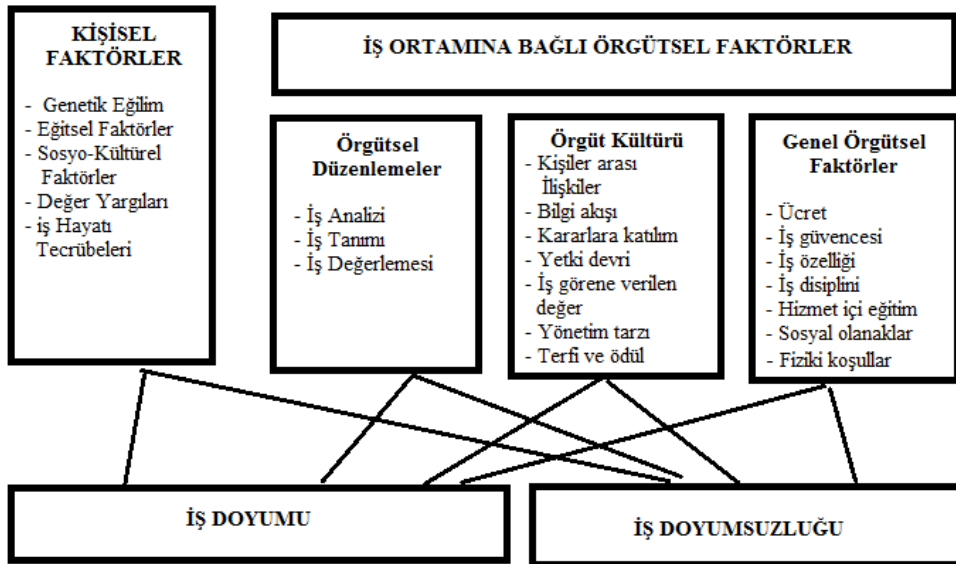 KİŞİSEL
FAKTÖRLER
- Genetik Eğilim
- Eğitsel Faktörler
- Sosyo-Kültürel
Faktörler
- Değer Yargıları
- iş Hayatı
Tecrübeleri
İŞ ORTAMINA BAĞLI ÖRGÜTSEL FAKTÖRLER
Örgütsel
Düzenlemeler
- İş Analizi
- İş Tanımı
- İş Değerlemesi
Örgüt Kültürü
- Kişiler arası
İlişkiler
- Bilgi akışı
- Kararlara katılım
- Yetki devri
- İş görene verilen
değer
- Yönetim tarzı
- Terfi ve ödül
Genel Örgütsel
Faktörler
- Ücret
- İş güvencesi
- İş özelliği
- İş disiplini
- Hizmet içi eğitim
- Sosyal olanaklar
- Fiziki koşullar
İŞ DOYUMU
İŞ DOYUMSUZLUĞU